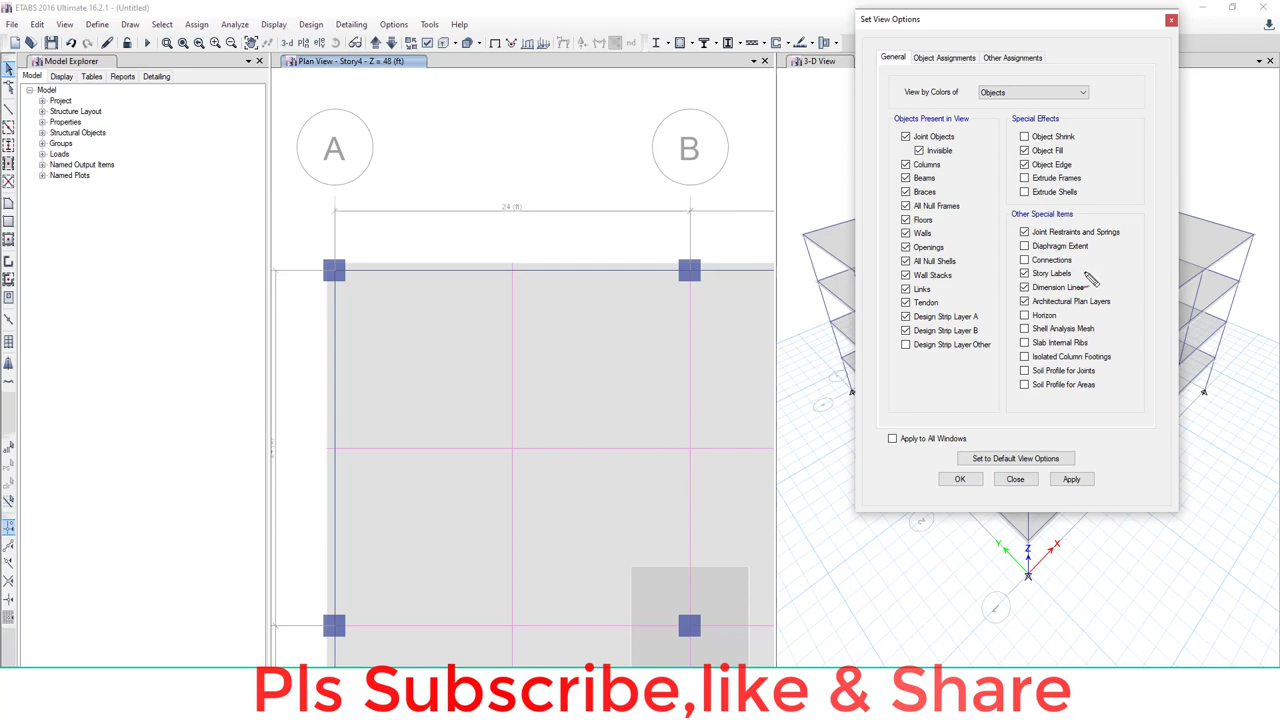 ETABS 2016 Ultimate 16.2.1 - (Untitled)
File Edit View Define Draw Select Assign Analyze Display Design Detailing Options Tools Help
3-d
nd
Model Explorer
Model Display Tables Reports Detailing
Model
Project
Structure Layout
Properties
Structural Objects
Groups
Loads
Named Output Items
Named Plots
Plan View - Story4 - Z = 48 (ft)
A
B
24 (ft)
3-D View
Z
Y
X
Set View Options
General Object Assignments Other Assignments
View by Colors of Objects
Objects Present in View
Joint Objects
Invisible
Columns
Beams
Braces
All Null Frames
Floors
Walls
Openings
All Null Shells
Wall Stacks
Links
Tendon
Design Strip Layer A
Design Strip Layer B
Design Strip Layer Other
Special Effects
Object Shrink
Object Fill
Object Edge
Extrude Frames
Extrude Shells
Other Special Items
Joint Restraints and Springs
Diaphragm Extent
Connections
Story Labels
Dimension Lines
Architectural Plan Layers
Horizon
Shell Analysis Mesh
Slab Internal Ribs
Isolated Column Footings
Soil Profile for Joints
Soil Profile for Areas
Apply to All Windows
Set to Default View Options
OK Close Apply
Pls Subscribe,like & Share